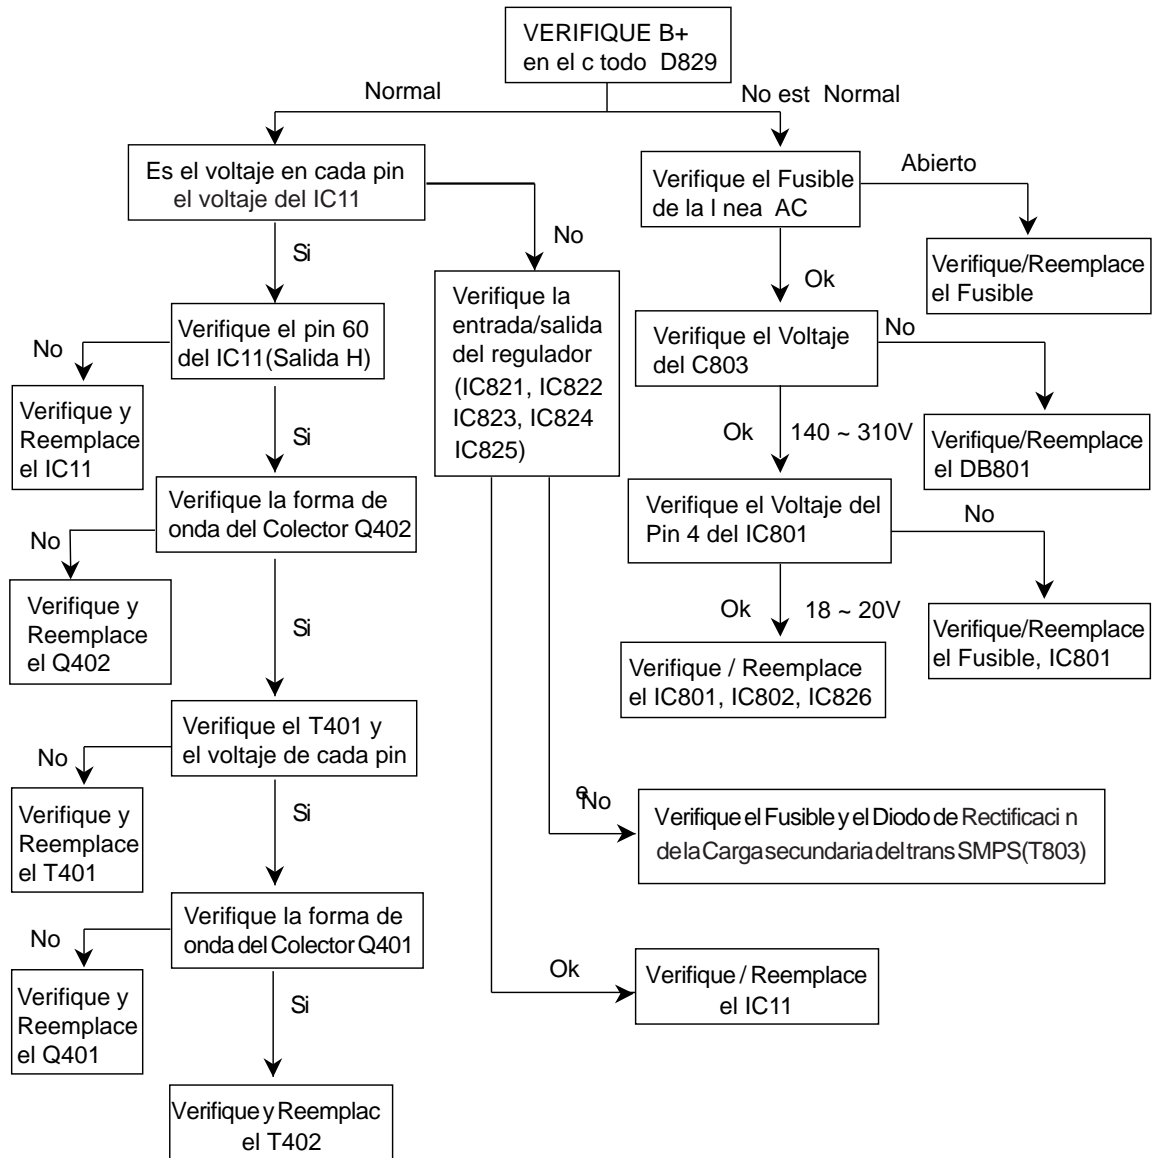 VERIFIQUE B+
en el c todo D829
Normal
No est Normal
Es el voltaje en cada pin
el voltaje del IC11
Verifique el Fusible
de la l nea AC
Abierto
Si
No
Ok
Verifique/Reemplace
el Fusible
Verifique el pin 60
del IC11(Salida H)
No
Verifique y
Reemplace
el IC11
Verifique la
entrada/salida
del regulador
(IC821, IC822
IC823, IC824
IC825)
Verifique el Voltaje
del C803
No
Si
Ok
140 ~ 310V
Verifique/Reemplace
el DB801
Verifique la forma de
onda del Colector Q402
No
Verifique y
Reemplace
el Q402
Verifique el Voltaje del
Pin 4 del IC801
No
Si
Ok
18 ~ 20V
Verifique/Reemplace
el Fusible, IC801
Verifique / Reemplace
el IC801, IC802, IC826
Verifique el T401 y
el voltaje de cada pin
No
Verifique y
Reemplace
el T401
Si
e
No
Verifique el Fusible y el Diodo de Rectificaci n
de la Carga secundaria del trans SMPS(T803)
Verifique la forma de
onda del Colector Q401
No
Verifique y
Reemplace
el Q401
Si
Ok
Verifique / Reemplace
el IC11
Verifique y Reemplac
el T402